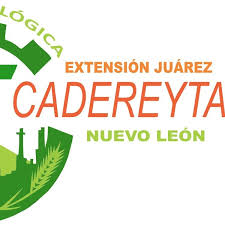 LÓGICA
EXTENSIÓN JUÁREZ
CADEREYTA
NUEVO LEÓN